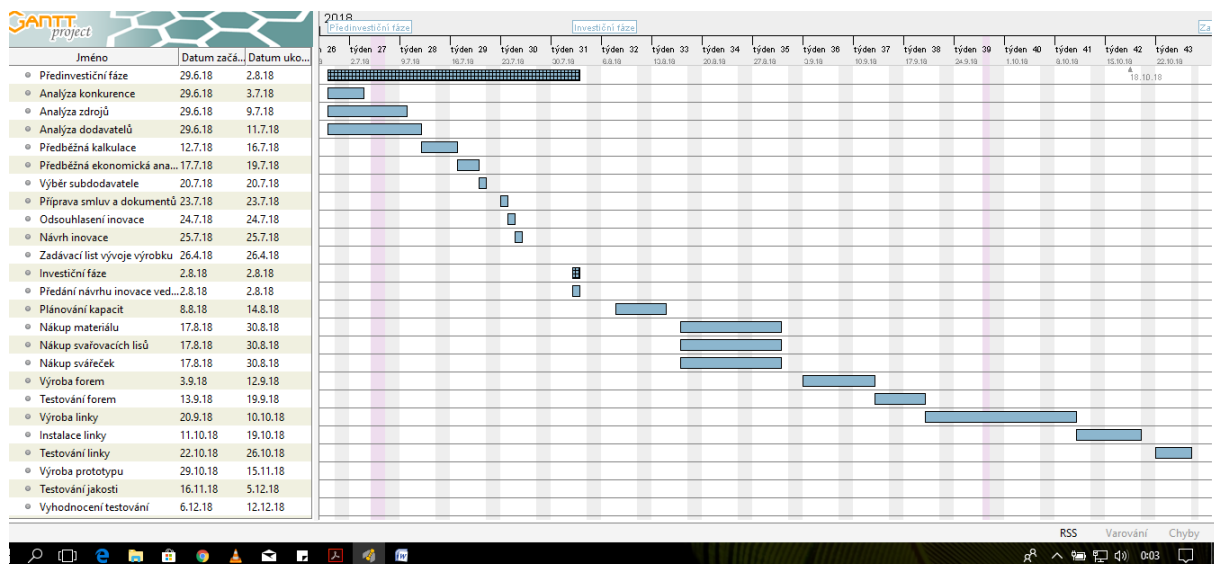 GANTT
project
2018
Předinvestiční fáze Investiční fáze Za
26 týden 27 týden 28 týden 29 týden 30 týden 31 týden 32 týden 33 týden 34 týden 35 týden 36 týden 37 týden 38 týden 39 týden 40 týden 41 týden 42 týden 43
2.7.18 9.7.18 16.7.18 23.7.18 30.7.18 6.8.18 13.8.18 20.8.18 27.8.18 3.9.18 10.9.18 17.9.18 24.9.18 1.10.18 8.10.18 15.10.18 22.10.18
18.10.18
Jméno Datum začá... Datum uko...
Předinvestiční fáze 29.6.18 2.8.18
Analýza konkurence 29.6.18 3.7.18
Analýza zdrojů 29.6.18 9.7.18
Analýza dodavatelů 29.6.18 11.7.18
Předběžná kalkulace 12.7.18 16.7.18
Předběžná ekonomická ana... 17.7.18 19.7.18
Výběr subdodavatele 20.7.18 20.7.18
Příprava smluv a dokumentů 23.7.18 23.7.18
Odsouhlasení inovace 24.7.18 24.7.18
Návrh inovace 25.7.18 25.7.18
Zadávací list vývoje výrobku 26.4.18 26.4.18
Investiční fáze 2.8.18 2.8.18
Předání návrhu inovace ved... 2.8.18 2.8.18
Plánování kapacit 8.8.18 14.8.18
Nákup materiálu 17.8.18 30.8.18
Nákup svařovacích lisů 17.8.18 30.8.18
Nákup svářeček 17.8.18 30.8.18
Výroba forem 3.9.18 12.9.18
Testování forem 13.9.18 19.9.18
Výroba linky 20.9.18 10.10.18
Instalace linky 11.10.18 19.10.18
Testování linky 22.10.18 26.10.18
Výroba prototypu 29.10.18 15.11.18
Testování jakosti 16.11.18 5.12.18
Vyhodnocení testování 6.12.18 12.12.18
RSS Varování Chyby
0:03